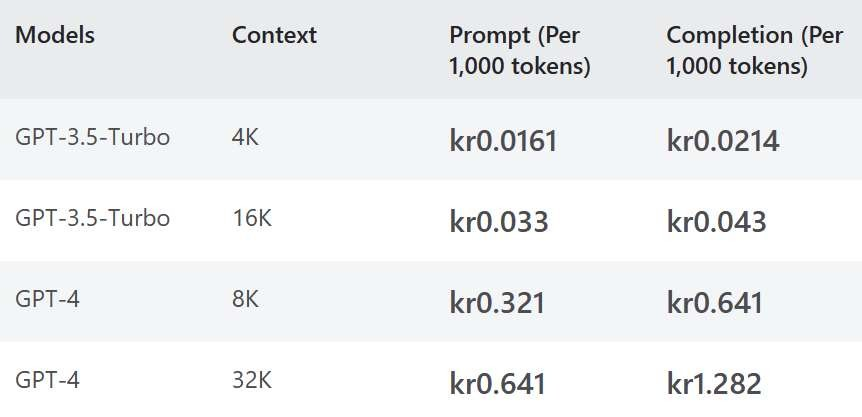 Models Context Prompt (Per 1,000 tokens) Completion (Per 1,000 tokens)
GPT-3.5-Turbo 4K kr0.0161 kr0.0214
GPT-3.5-Turbo 16K kr0.033 kr0.043
GPT-4 8K kr0.321 kr0.641
GPT-4 32K kr0.641 kr1.282